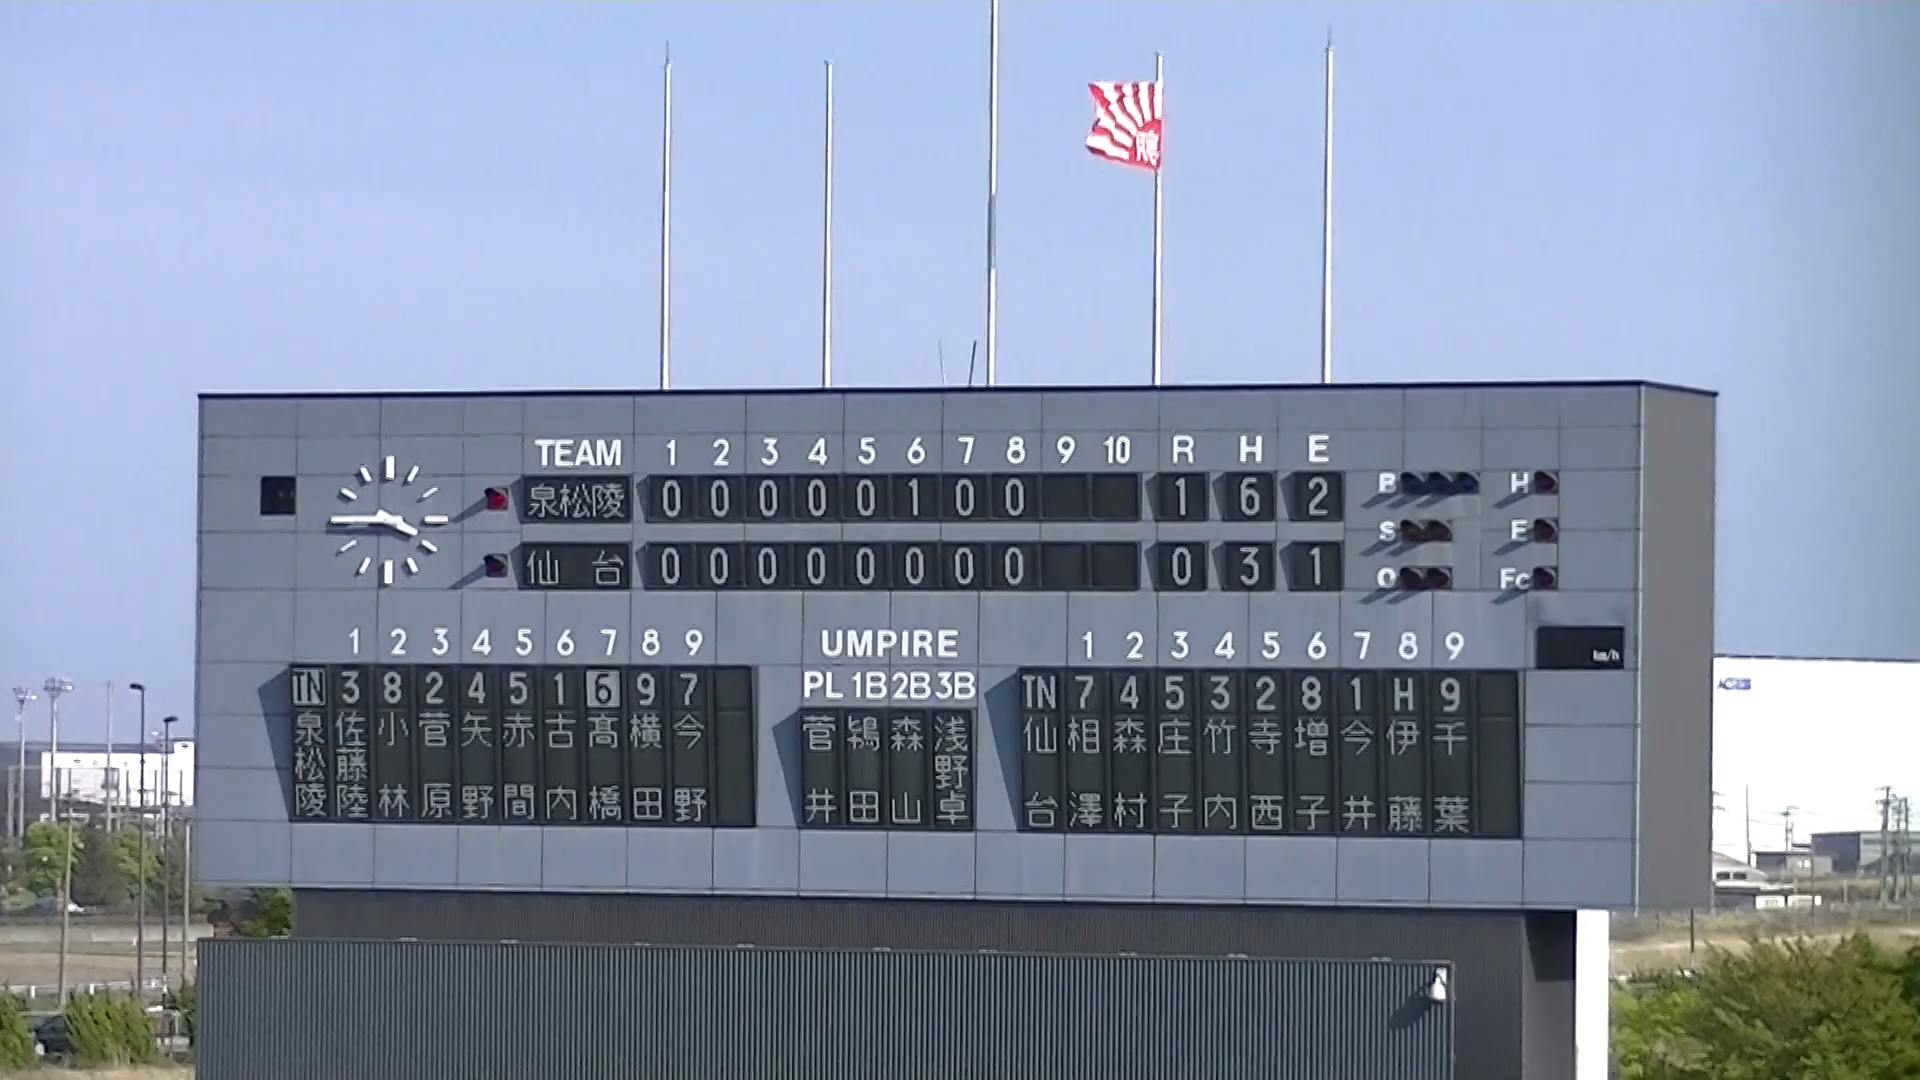 勝
TEAM 1 2 3 4 5 6 7 8 9 10 R H E
泉松陵 0 0 0 0 0 1 0 0 1 6 2
仙台 0 0 0 0 0 0 0 0 0 3 1
B H
S E
O Fc
1 2 3 4 5 6 7 8 9
TN 3 8 2 4 5 1 6 9 7
泉松陵 佐藤陸 小林 菅原 矢野 赤間 古内 髙橋 横田 今野
UMPIRE
PL 1B 2B 3B
菅井 鵇田 森山 浅野卓
1 2 3 4 5 6 7 8 9
TN 7 4 5 3 2 8 1 H 9
仙台 相澤 森村 庄子 竹内 寺西 増子 今井 伊藤 千葉
km/h